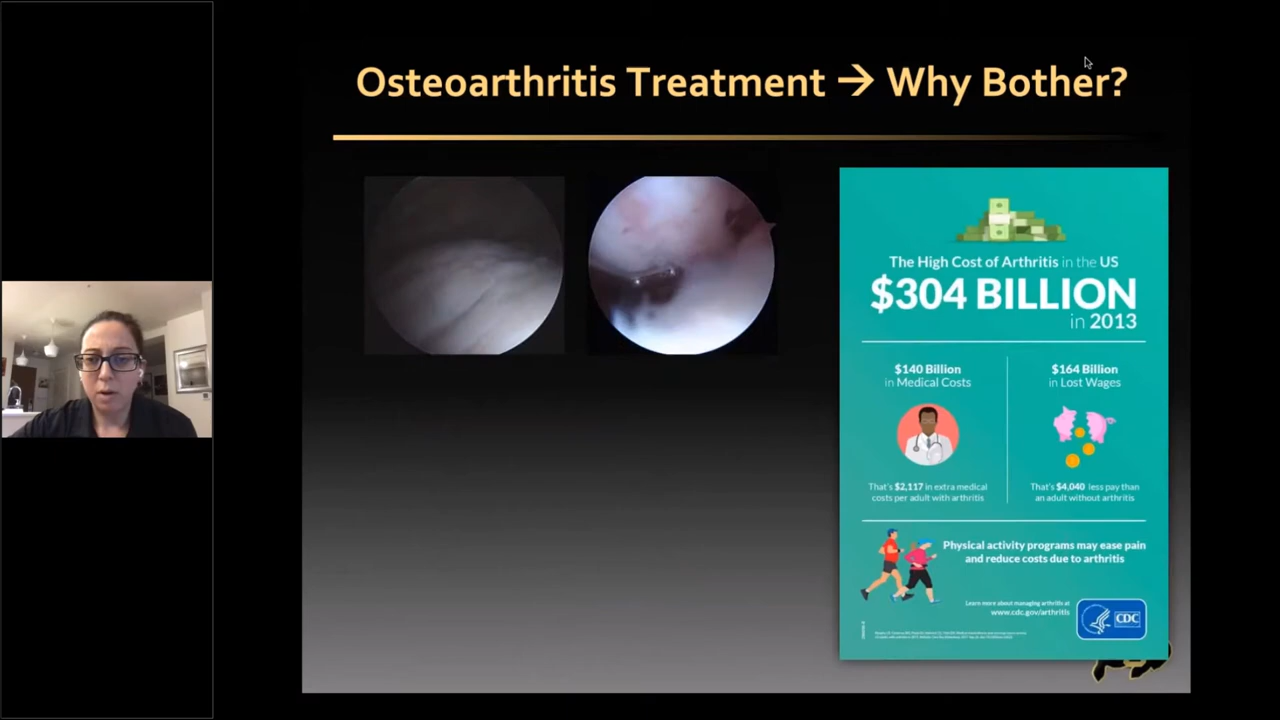 Osteoarthritis Treatment → Why Bother?
The High Cost of Arthritis in the US
$304 BILLION
in 2013
$140 Billion
in Medical Costs
That's $2,117 in extra medical
costs per adult with arthritis
$164 Billion
in Lost Wages
That's $4,040 less pay than
an adult without arthritis
Physical activity programs may ease pain
and reduce costs due to arthritis
Learn more about managing arthritis at
www.cdc.gov/arthritis
CDC